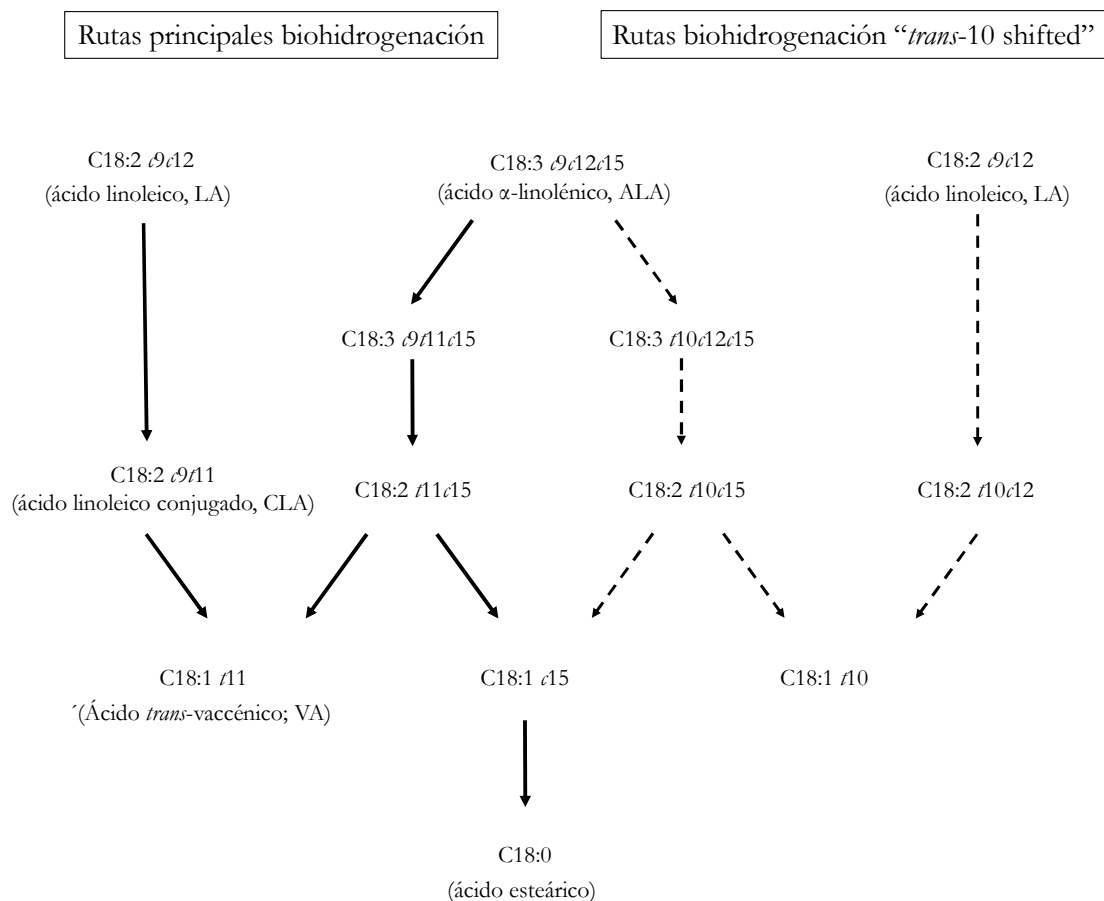 Rutas principales biohidrogenación
Rutas biohidrogenación “trans-10 shifted”
C18:2 c9c12
(ácido linoleico, LA)
C18:3 c9c12c15
(ácido α-linolénico, ALA)
C18:2 c9c12
(ácido linoleico, LA)
C18:3 c9t11c15
C18:3 t10c12c15
C18:2 c9t11
(ácido linoleico conjugado, CLA)
C18:2 t11c15
C18:2 t10c15
C18:2 t10c12
C18:1 t11
´(Ácido trans-vaccénico; VA)
C18:1 c15
C18:1 t10
C18:0
(ácido esteárico)